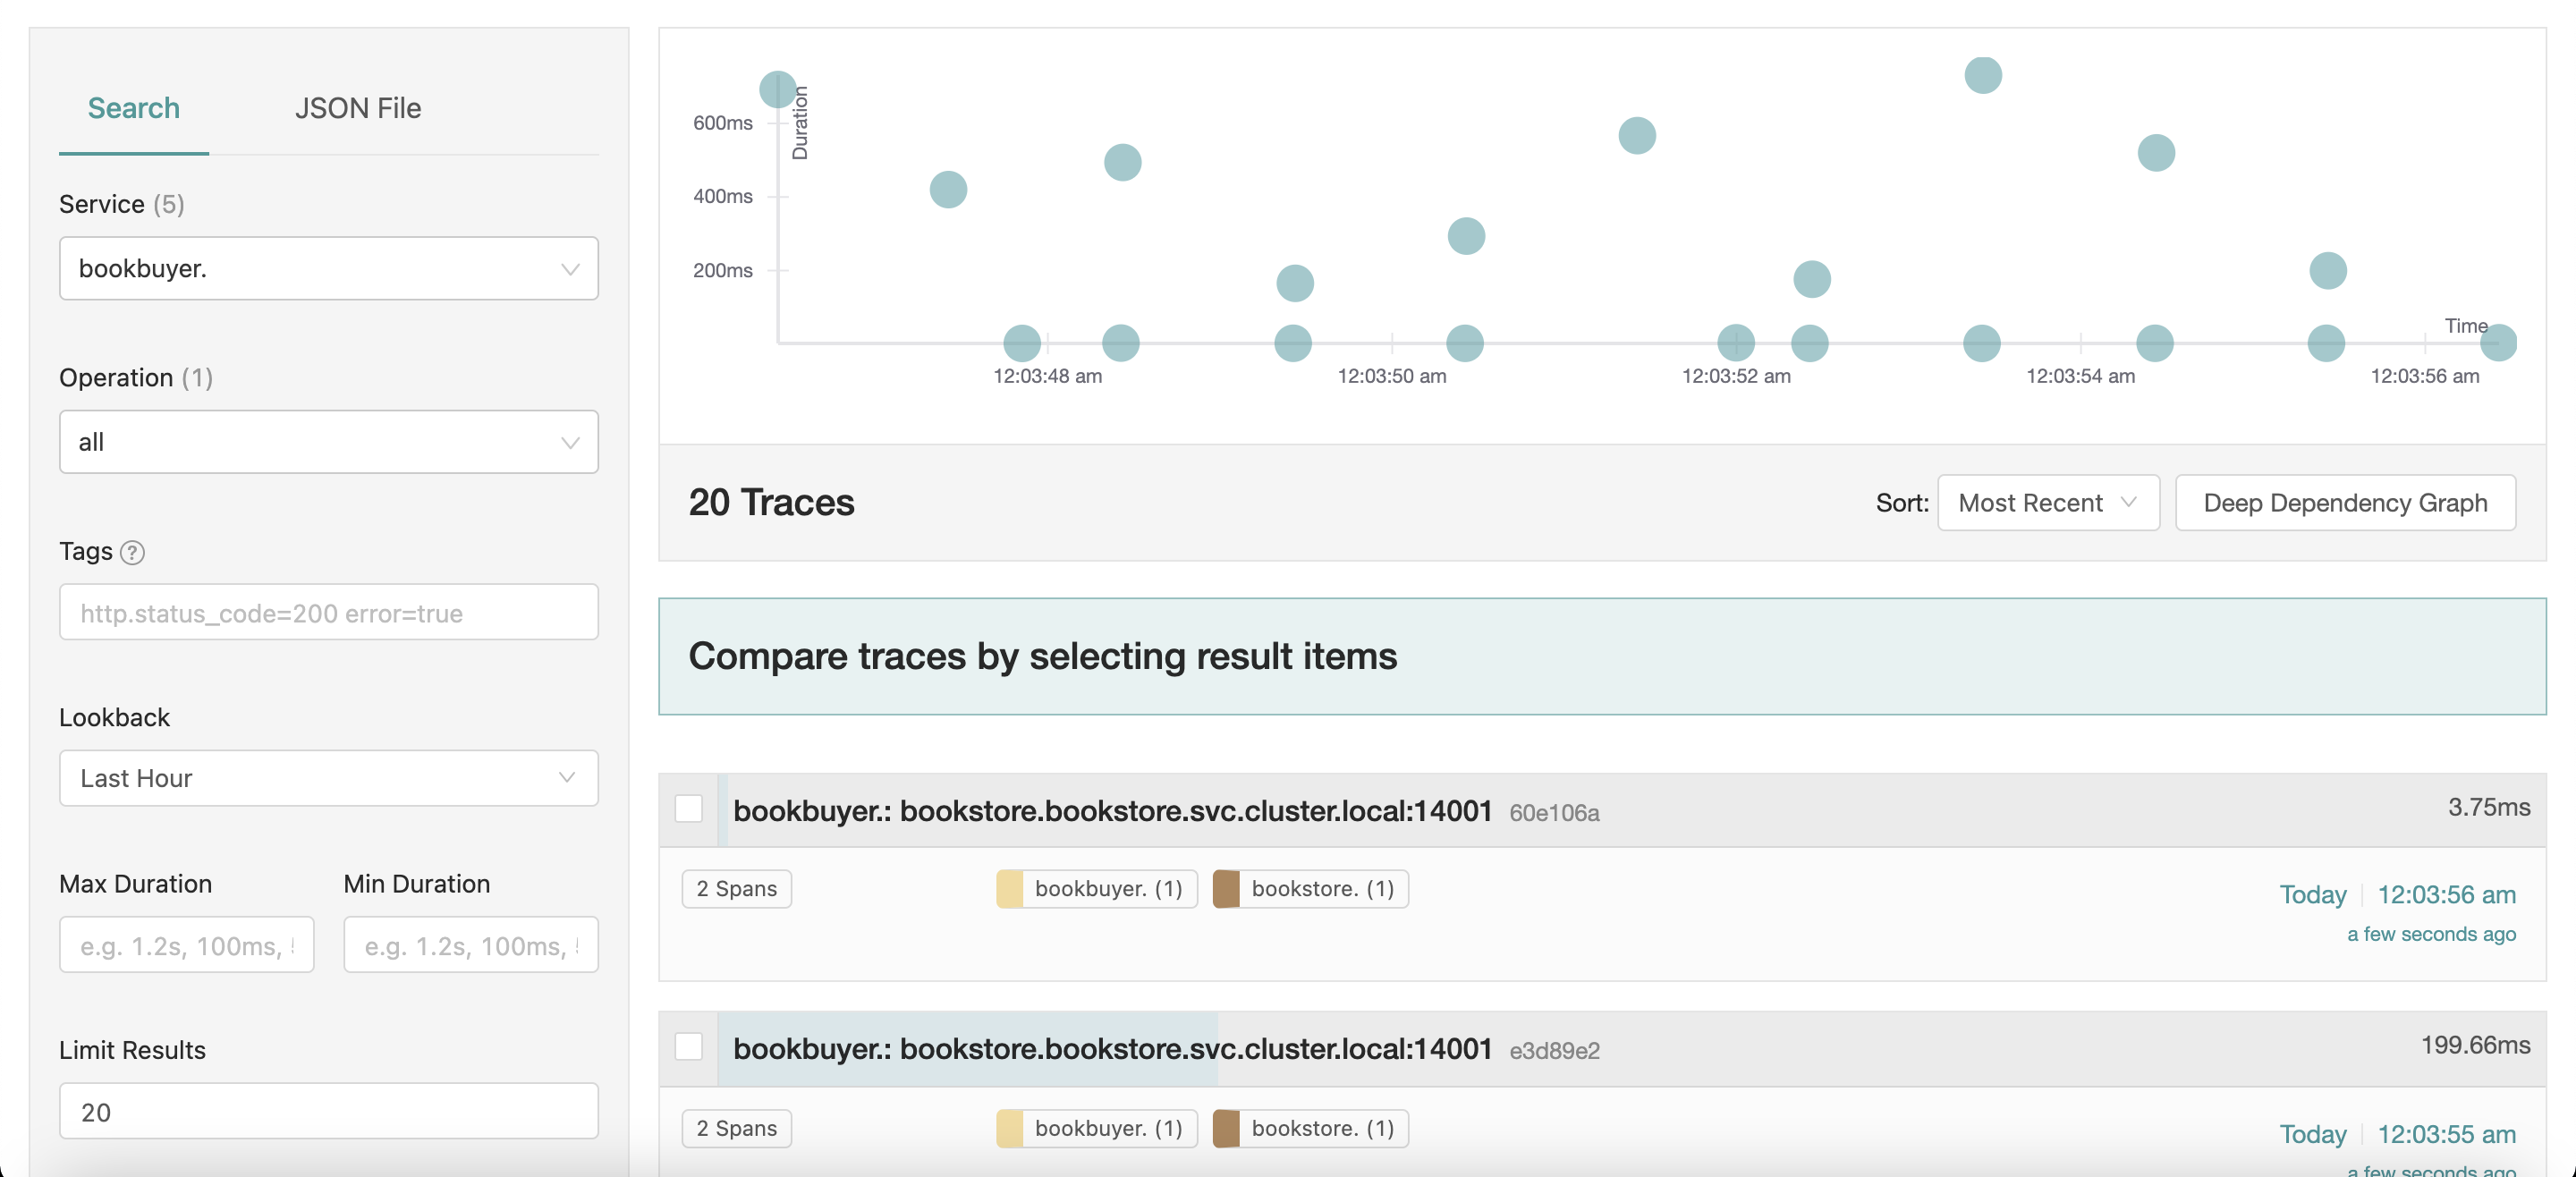 Search
JSON File
Service (5)
bookbuyer.
Operation (1)
all
Tags ?
http.status_code=200 error=true
Lookback
Last Hour
Max Duration
Min Duration
e.g. 1.2s, 100ms,
e.g. 1.2s, 100ms,
Limit Results
20
Duration
600ms
400ms
200ms
Time
12:03:48 am
12:03:50 am
12:03:52 am
12:03:54 am
12:03:56 am
20 Traces
Sort:
Most Recent
Deep Dependency Graph
Compare traces by selecting result items
bookbuyer.: bookstore.bookstore.svc.cluster.local:14001 60e106a
3.75ms
2 Spans
bookbuyer. (1)
bookstore. (1)
Today
12:03:56 am
a few seconds ago
bookbuyer.: bookstore.bookstore.svc.cluster.local:14001 e3d89e2
199.66ms
2 Spans
bookbuyer. (1)
bookstore. (1)
Today
12:03:55 am
a few seconds ago